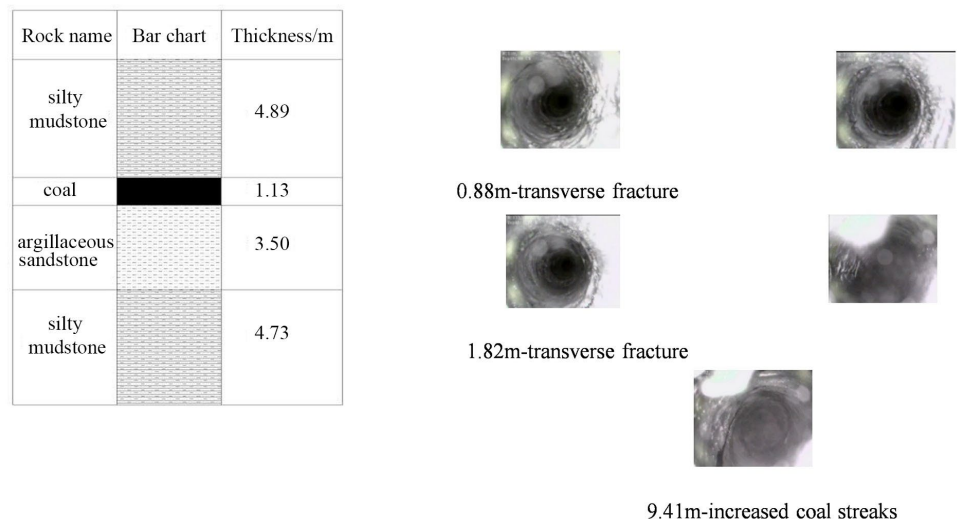 Rock name Bar chart Thickness/m
silty
mudstone
4.89
coal 1.13
argillaceous
sandstone
3.50
silty
mudstone
4.73
0.88m-transverse fracture
1.82m-transverse fracture
9.41m-increased coal streaks